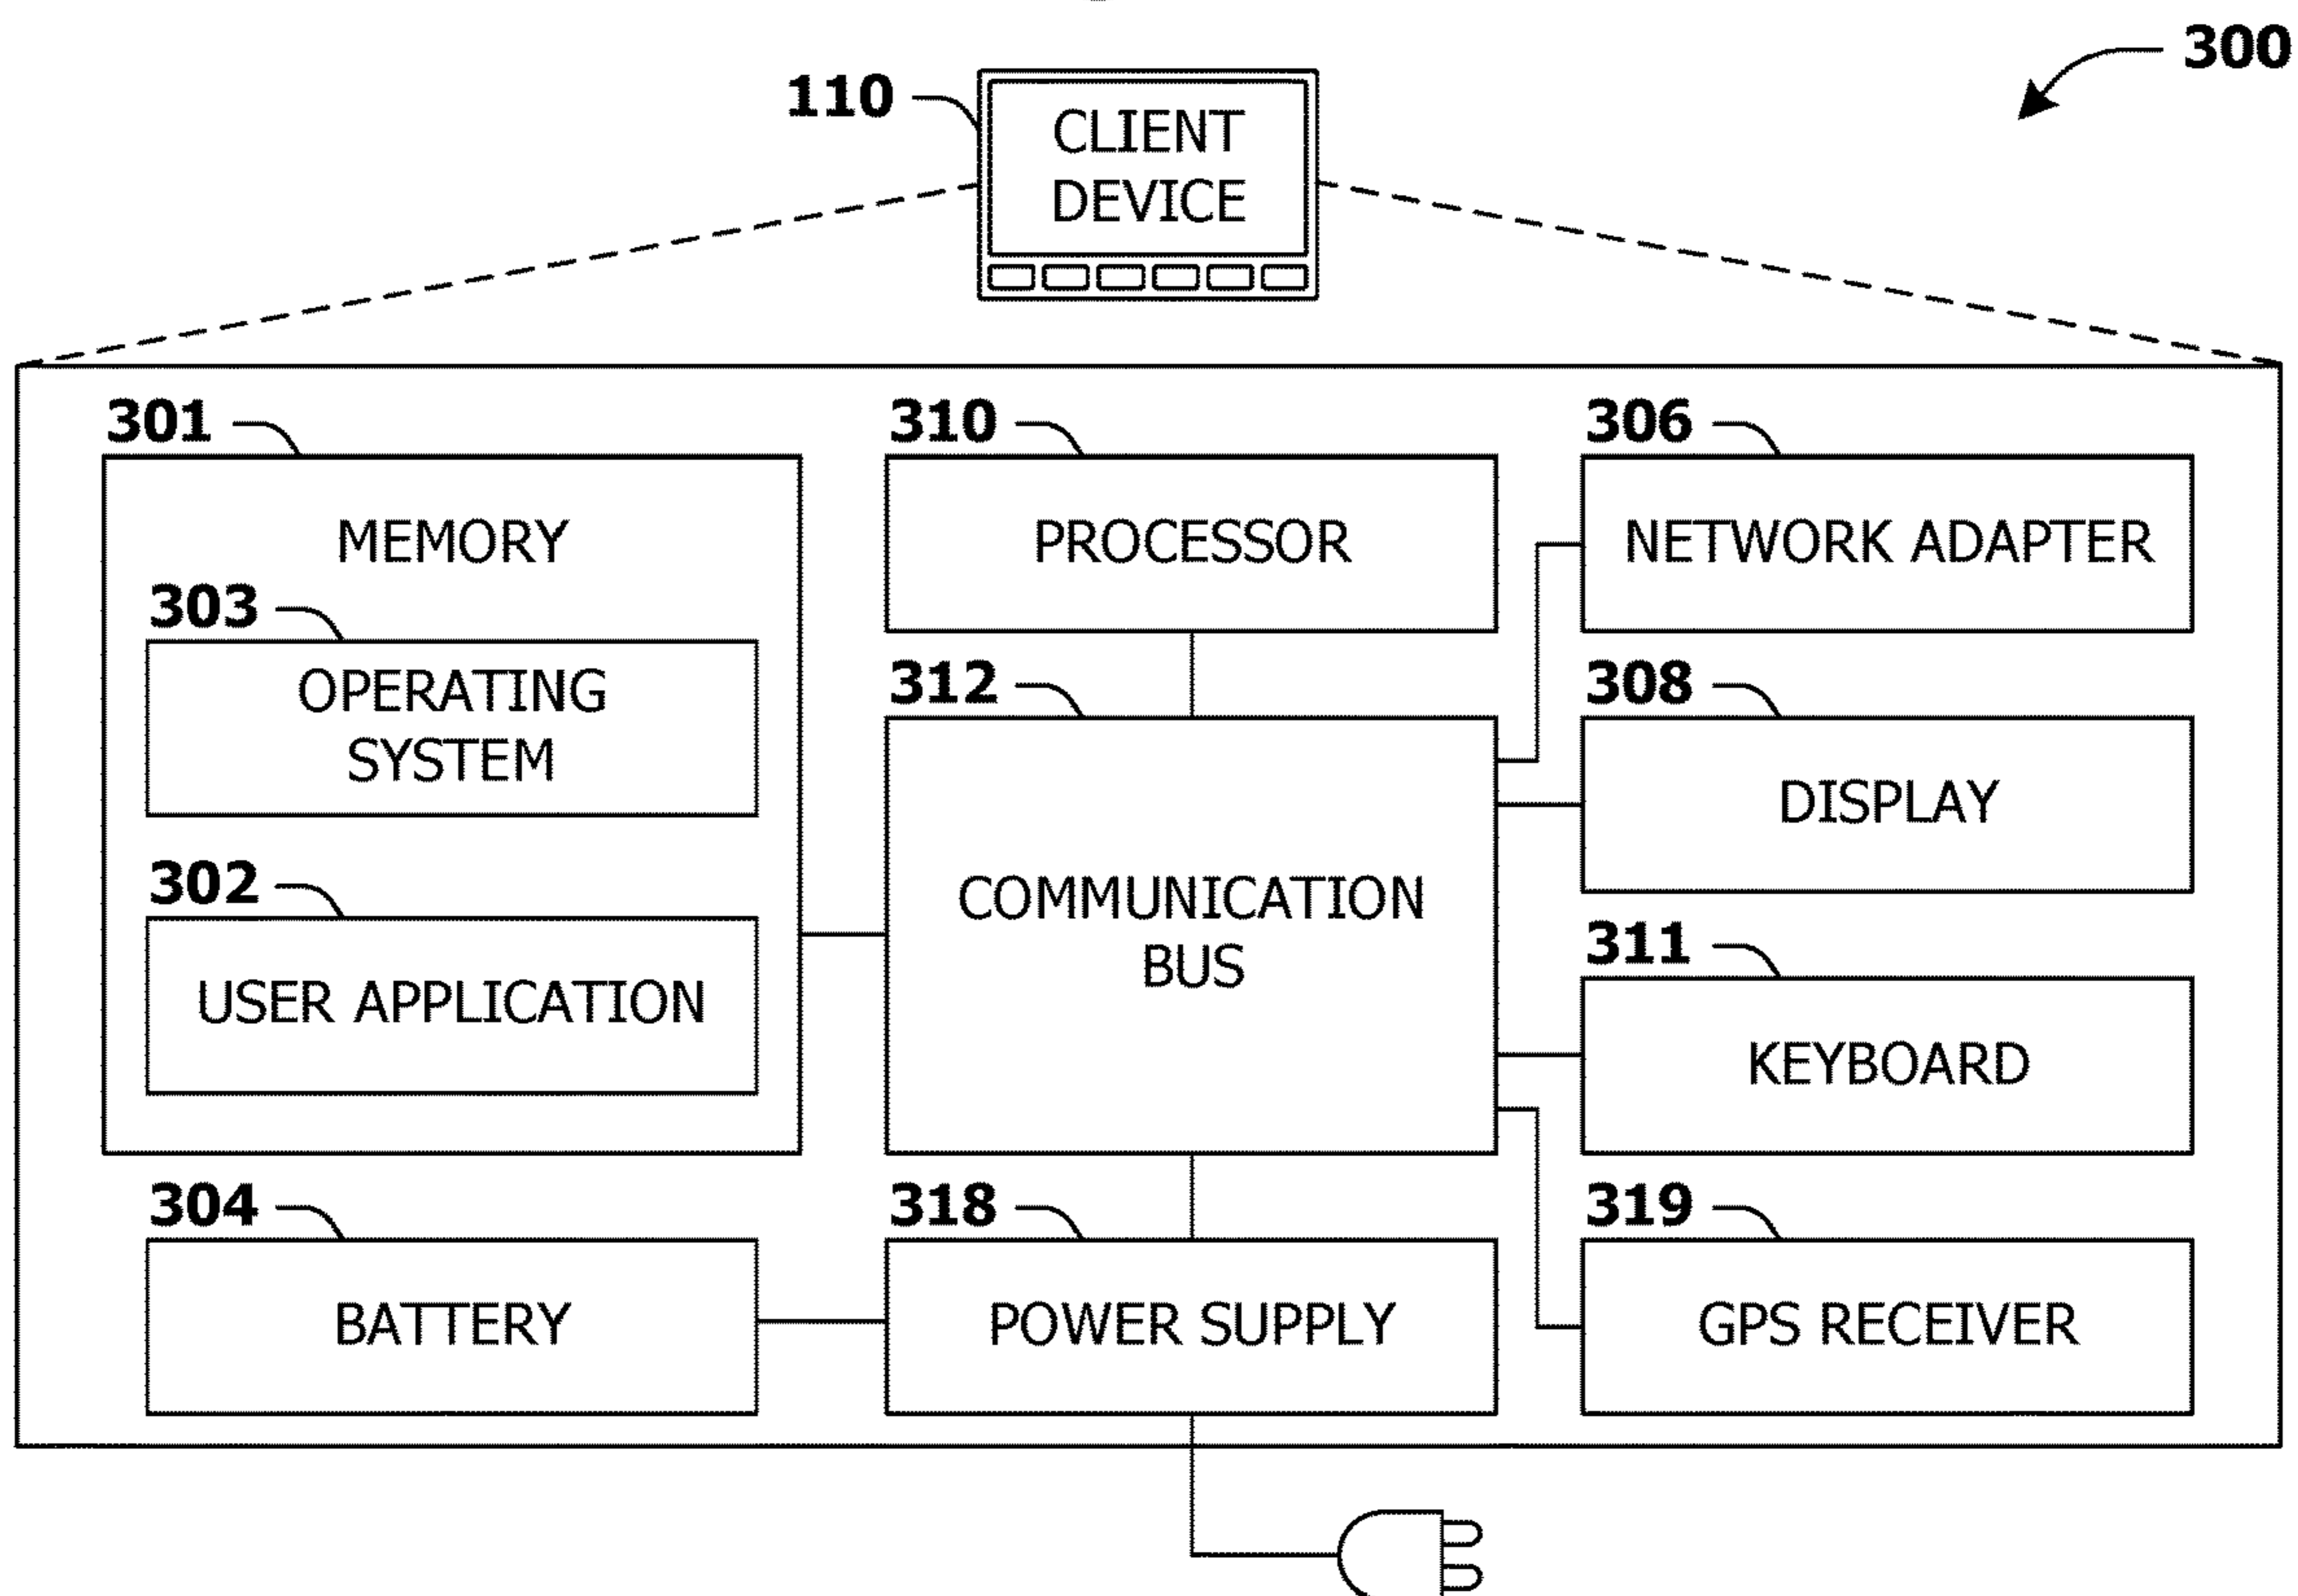 300
110
CLIENT
DEVICE
301
310
306
MEMORY
PROCESSOR
NETWORK ADAPTER
303
OPERATING
SYSTEM
312
308
COMMUNICATION
BUS
DISPLAY
302
USER APPLICATION
311
KEYBOARD
304
318
319
BATTERY
POWER SUPPLY
GPS RECEIVER